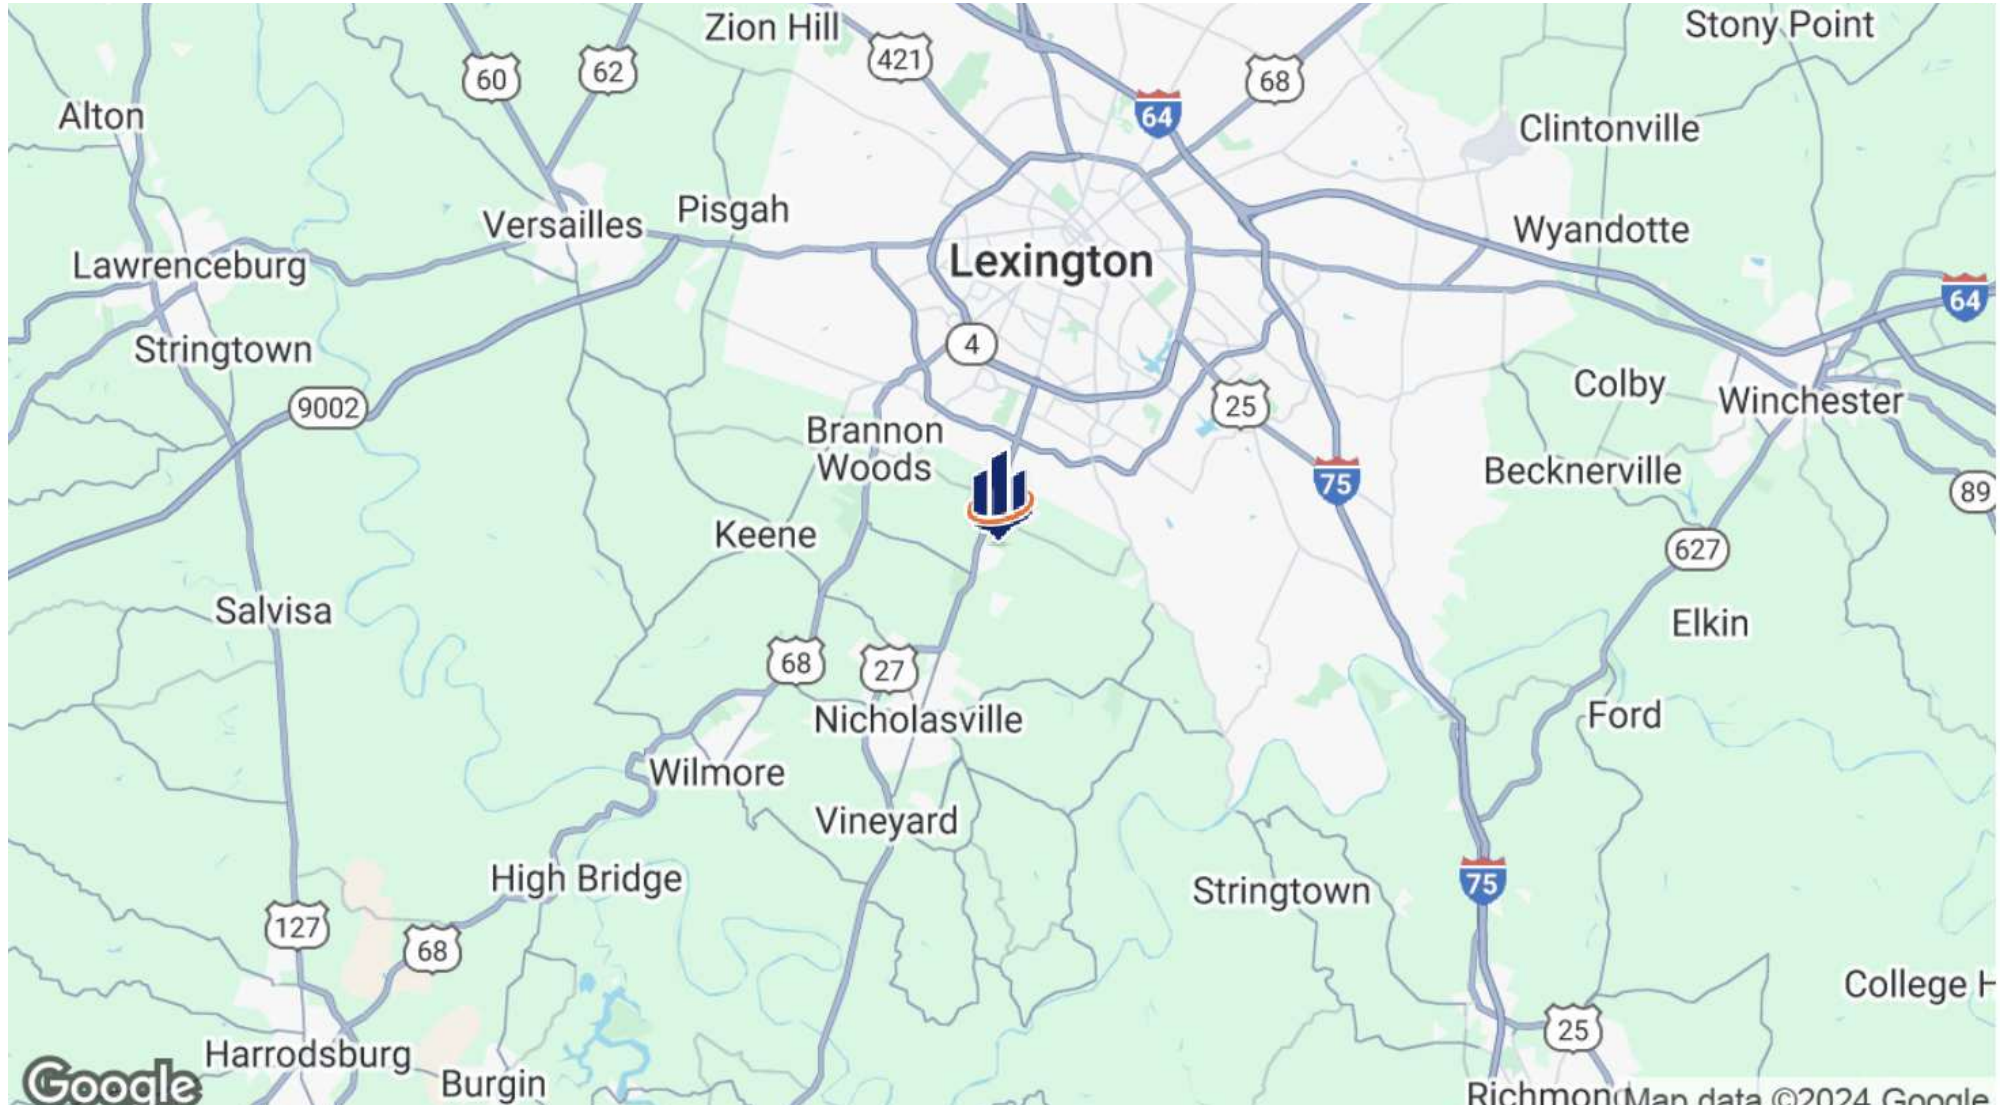 Zion Hill
Stony Point
421
60
62
68
64
Alton
Clintonville
Versailles
Pisgah
Wyandotte
Lexington
Lawrenceburg
64
Stringtown
4
Colby
Winchester
9002
25
Brannon
Woods
Becknerville
75
89
Keene
627
Salvisa
Elkin
68
27
Nicholasville
Ford
Wilmore
Vineyard
High Bridge
75
Stringtown
127
68
College H
25
Harrodsburg
Burgin
Google
Richmond
Map data ©2024 Google